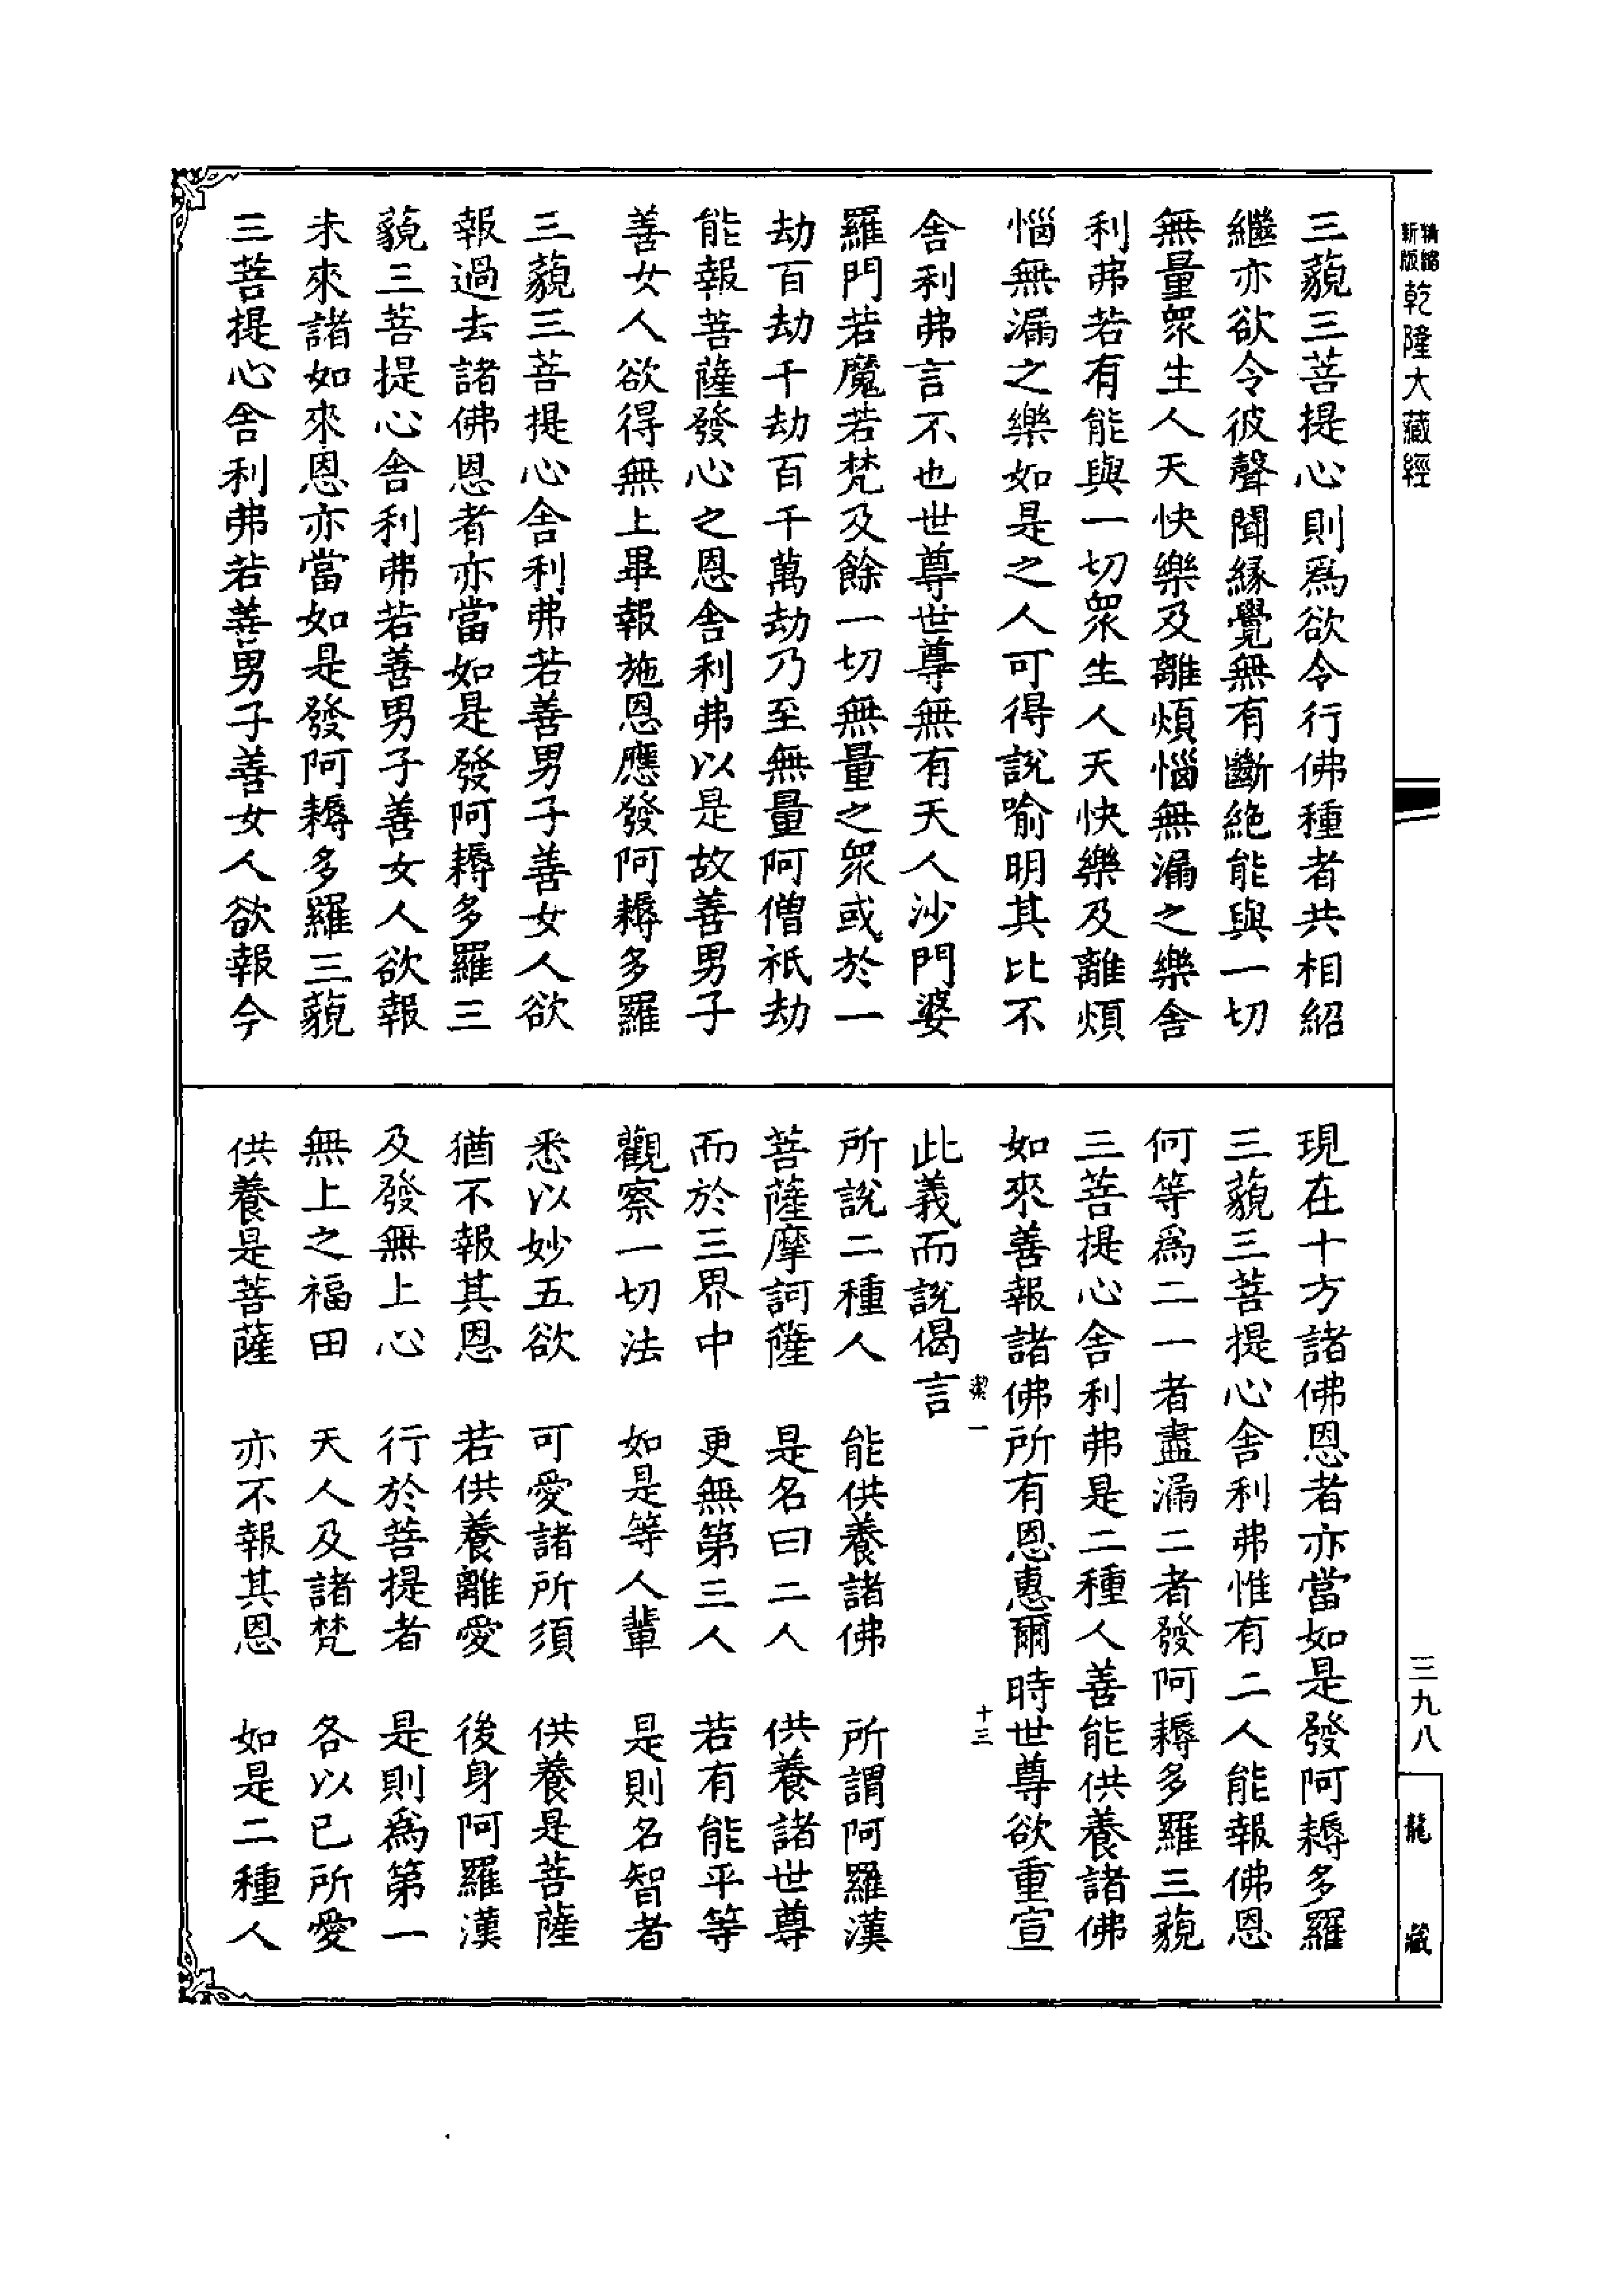 精縮新版乾隆大藏經
三藐三菩提心則爲欲令行佛種者共相紹
繼亦欲令彼聲聞緣覺無有斷絶能與一切
無量衆生人天快樂及離煩惱無漏之樂舍
利弗若有能與一切衆生人天快樂及離煩
惱無漏之樂如是之人可得說喻明其比不
舍利弗言不也世尊世尊無有天人沙門婆
羅門若魔若梵及餘一切無量之衆或於一
劫百劫千劫百千萬劫乃至無量阿僧祇劫
能報菩薩發心之恩舍利弗以是故善男子
善女人欲得無上畢報施恩應發阿耨多羅
三藐三菩提心舍利弗若善男子善女人欲
報過去諸佛恩者亦當如是發阿耨多羅三
藐三菩提心舍利弗若善男子善女人欲報
未來諸如來恩亦當如是發阿耨多羅三藐
三菩提心舍利弗若善男子善女人欲報今
現在十方諸佛恩者亦當如是發阿耨多羅
三藐三菩提心舍利弗惟有二人能報佛恩
何等爲二一者盡漏二者發阿耨多羅三藐
三菩提心舍利弗是二種人善能供養諸佛
如來善報諸佛所有恩惠爾時世尊欲重宣
潔一 十三
此義而說偈言
所說二種人 能供養諸佛 所謂阿羅漢
菩薩摩訶薩 是名曰二人 供養諸世尊
而於三界中 更無第三人 若有能平等
觀察一切法 如是等人輩 是則名智者
悉以妙五欲 可愛諸所須 供養是菩薩
猶不報其恩 若供養離愛 後身阿羅漢
及發無上心 行於菩提者 是則爲第一
無上之福田 天人及諸梵 各以已所愛
供養是菩薩 亦不報其恩 如是二種人
三九八
龍藏